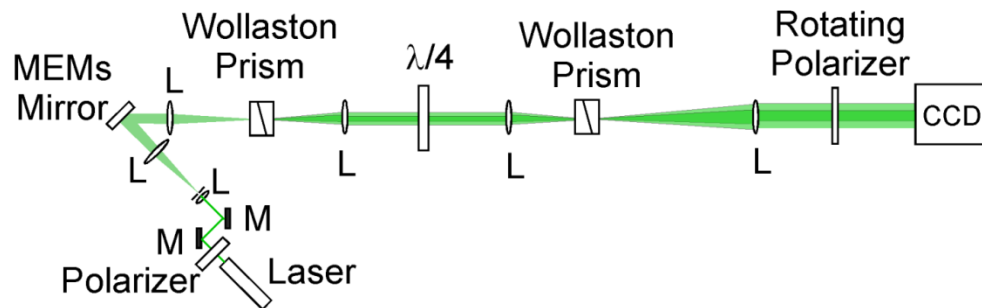 Wollaston
Prism
λ/4
Wollaston
Prism
Rotating
Polarizer
MEMs
Mirror
L
CCD
L
L
L
L
L
M
M
Polarizer
Laser